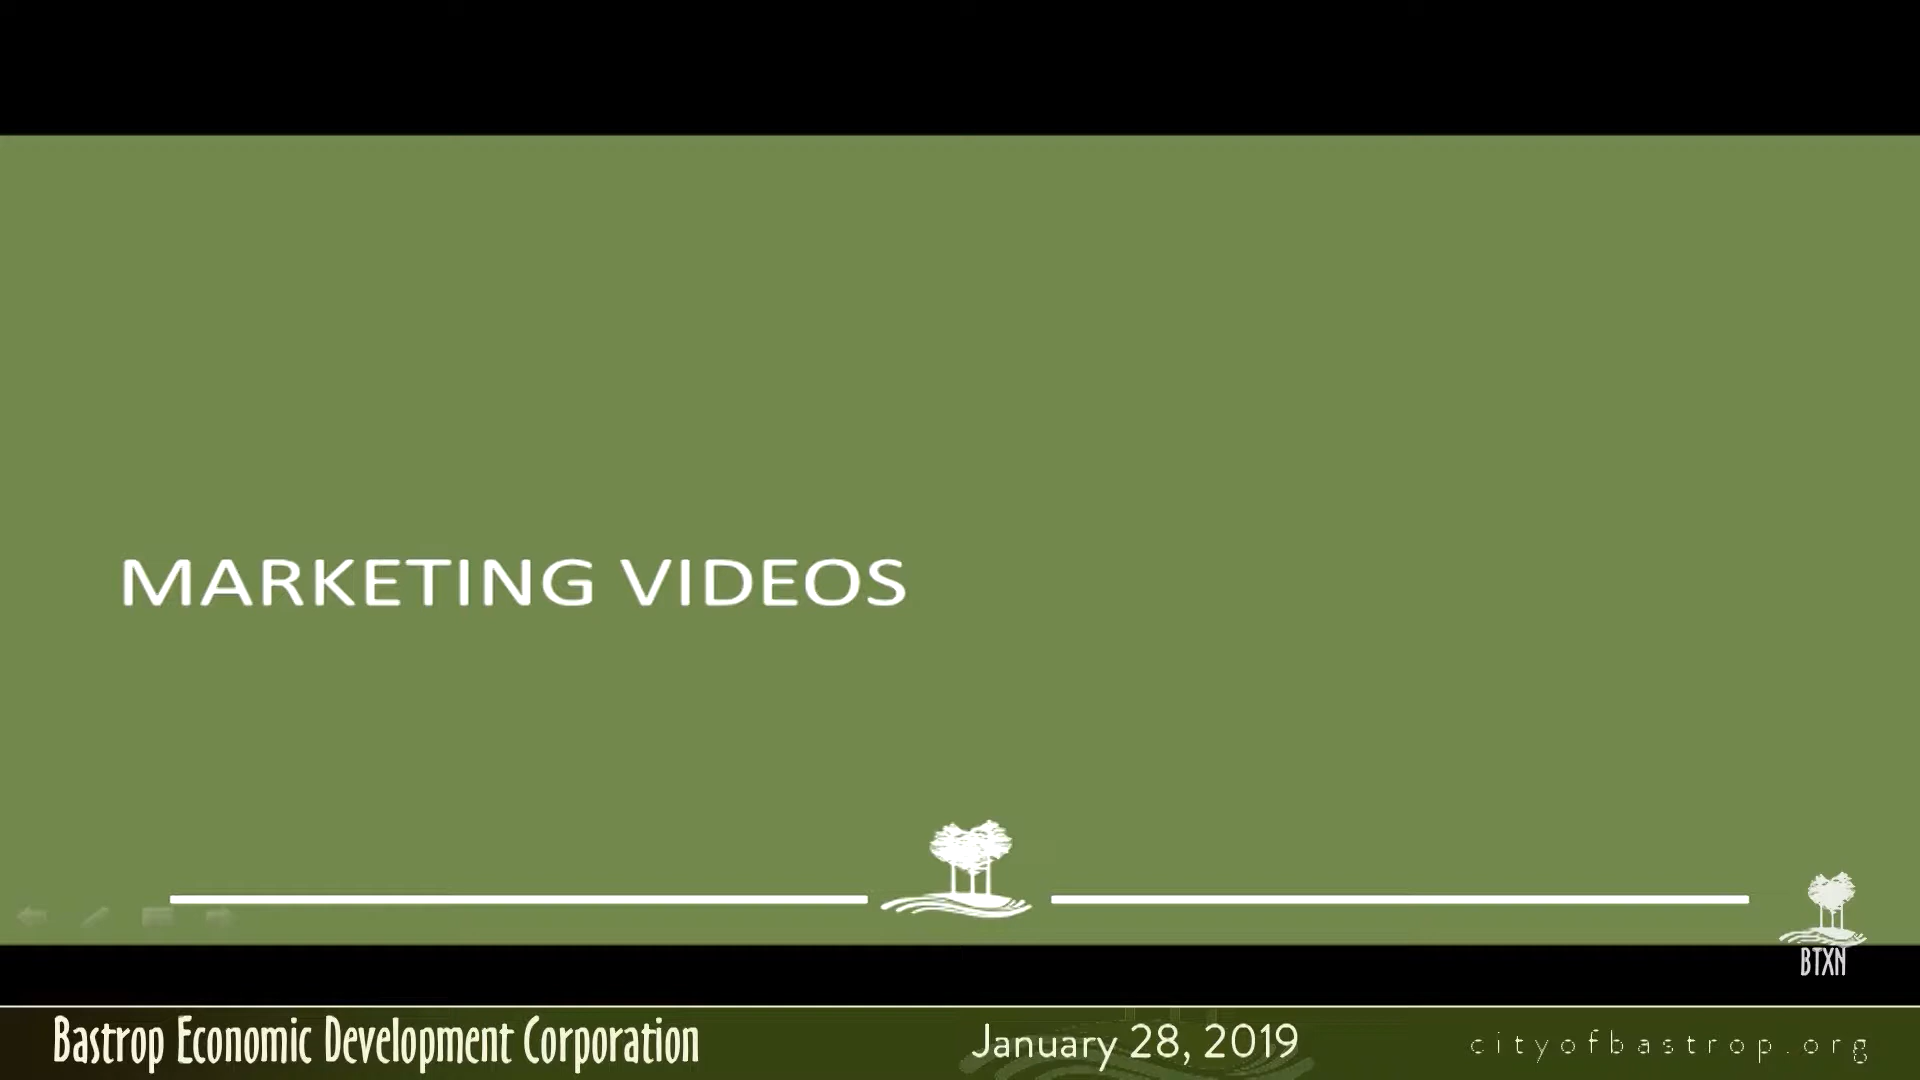 MARKETING VIDEOS
BTXN
Bastrop Economic Development Corporation
January 28, 2019
cityofbastrop.org